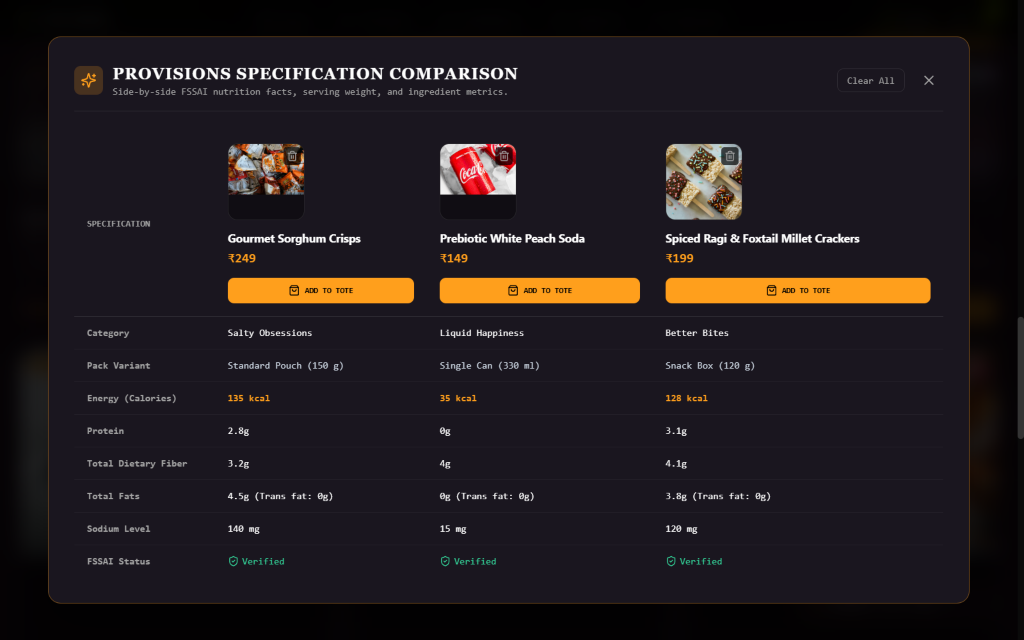 PROVISIONS SPECIFICATION COMPARISON
Side-by-side FSSAI nutrition facts, serving weight, and ingredient metrics.
Clear All
Coca
SPECIFICATION
Gourmet Sorghum Crisps
₹249
ADD TO TOTE
Prebiotic White Peach Soda
₹149
ADD TO TOTE
Spiced Ragi & Foxtail Millet Crackers
₹199
ADD TO TOTE
Category Salty Obsessions Liquid Happiness Better Bites
Pack Variant Standard Pouch (150 g) Single Can (330 ml) Snack Box (120 g)
Energy (Calories) 135 kcal 35 kcal 128 kcal
Protein 2.8g 0g 3.1g
Total Dietary Fiber 3.2g 4g 4.1g
Total Fats 4.5g (Trans fat: 0g) 0g (Trans fat: 0g) 3.8g (Trans fat: 0g)
Sodium Level 140 mg 15 mg 120 mg
FSSAI Status Verified Verified Verified